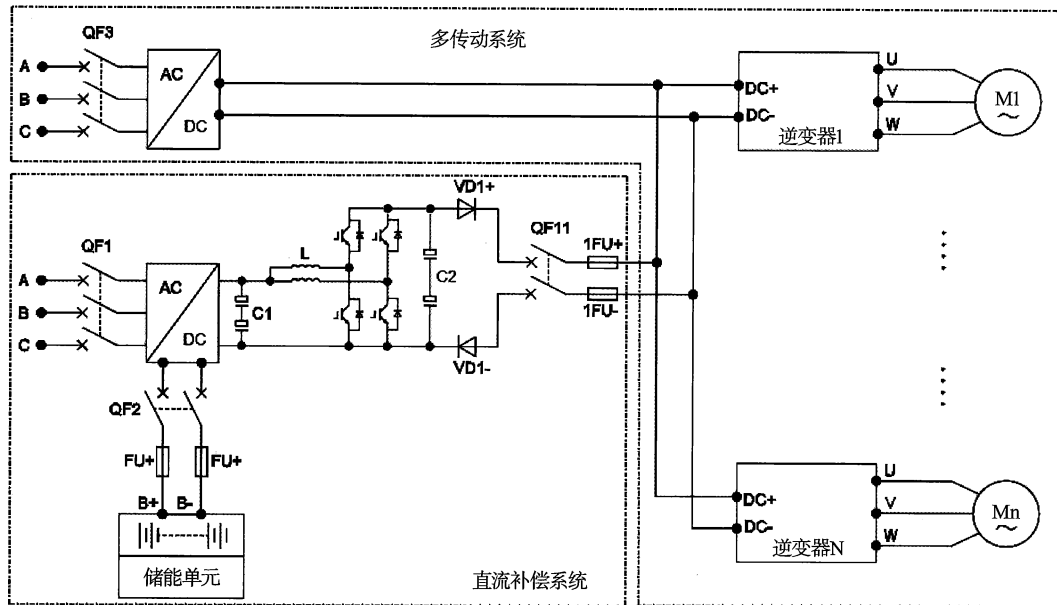 多传动系统
QF3
A
B
C
AC
DC
DC+
DC-
逆变器1
U
V
W
M1
~
直流补偿系统
QF1
A
B
C
AC
DC
C1
L
C2
VD1+
VD1-
QF11
1FU+
1FU-
QF2
FU+
FU+
B+
B-
储能单元
DC+
DC-
逆变器N
U
V
W
Mn
~